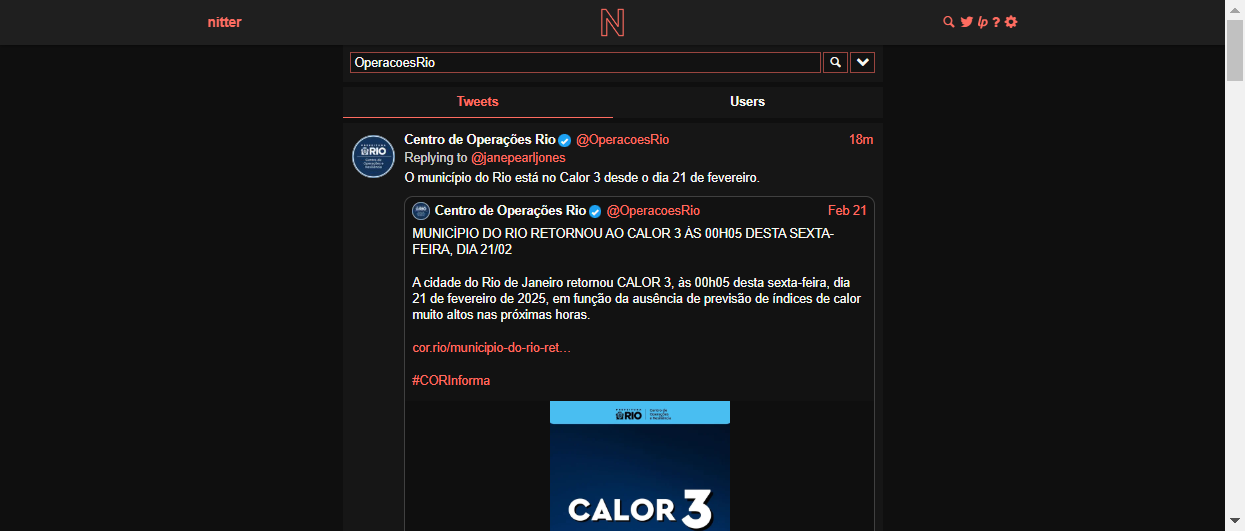 nitter
N
lp ?
OperacoesRio
Tweets Users
Centro de Operações Rio @OperacoesRio 18m
Replying to @janepearljones
O município do Rio está no Calor 3 desde o dia 21 de fevereiro.
Centro de Operações Rio @OperacoesRio Feb 21
MUNICÍPIO DO RIO RETORNOU AO CALOR 3 ÀS 00H05 DESTA SEXTA-
FEIRA, DIA 21/02
A cidade do Rio de Janeiro retornou CALOR 3, às 00h05 desta sexta-feira, dia
21 de fevereiro de 2025, em função da ausência de previsão de índices de calor
muito altos nas próximas horas.
cor.rio/municipio-do-rio-ret…
#CORInforma
RIO
CALOR 3